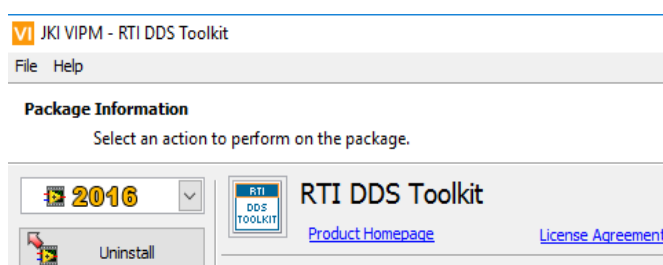 VI JKI VIPM - RTI DDS Toolkit
File Help
Package Information
Select an action to perform on the package.
2016
RTI
DDS
TOOLKIT
RTI DDS Toolkit
Product Homepage License Agreement
Uninstall